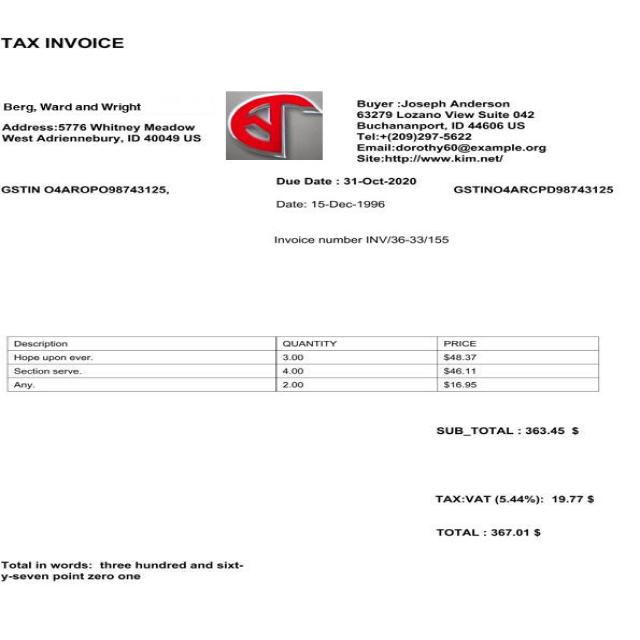 TAX INVOICE
Berg, Ward and Wright
Address:5776 Whitney Meadow
West Adriennebury, ID 40049 US
Buyer :Joseph Anderson
63279 Lozano View Suite 042
Buchananport, ID 44606 US
Tel:+(209)297-5622
Email:dorothy60@example.org
Site:http://www.kim.net/
GSTIN O4AROPO98743125,
Due Date : 31-Oct-2020
GSTINO4ARCPD98743125
Date: 15-Dec-1996
Invoice number INV/36-33/155
Description QUANTITY PRICE
Hope upon ever. 3.00 $48.37
Section serve. 4.00 $46.11
Any. 2.00 $16.95
SUB_TOTAL : 363.45 $
TAX:VAT (5.44%): 19.77 $
TOTAL : 367.01 $
Total in words: three hundred and sixt-
y-seven point zero one